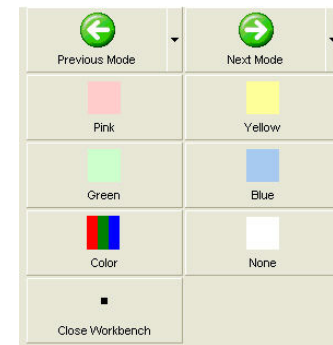 Previous Mode
Next Mode
Pink
Yellow
Green
Blue
Color
None
Close Workbench